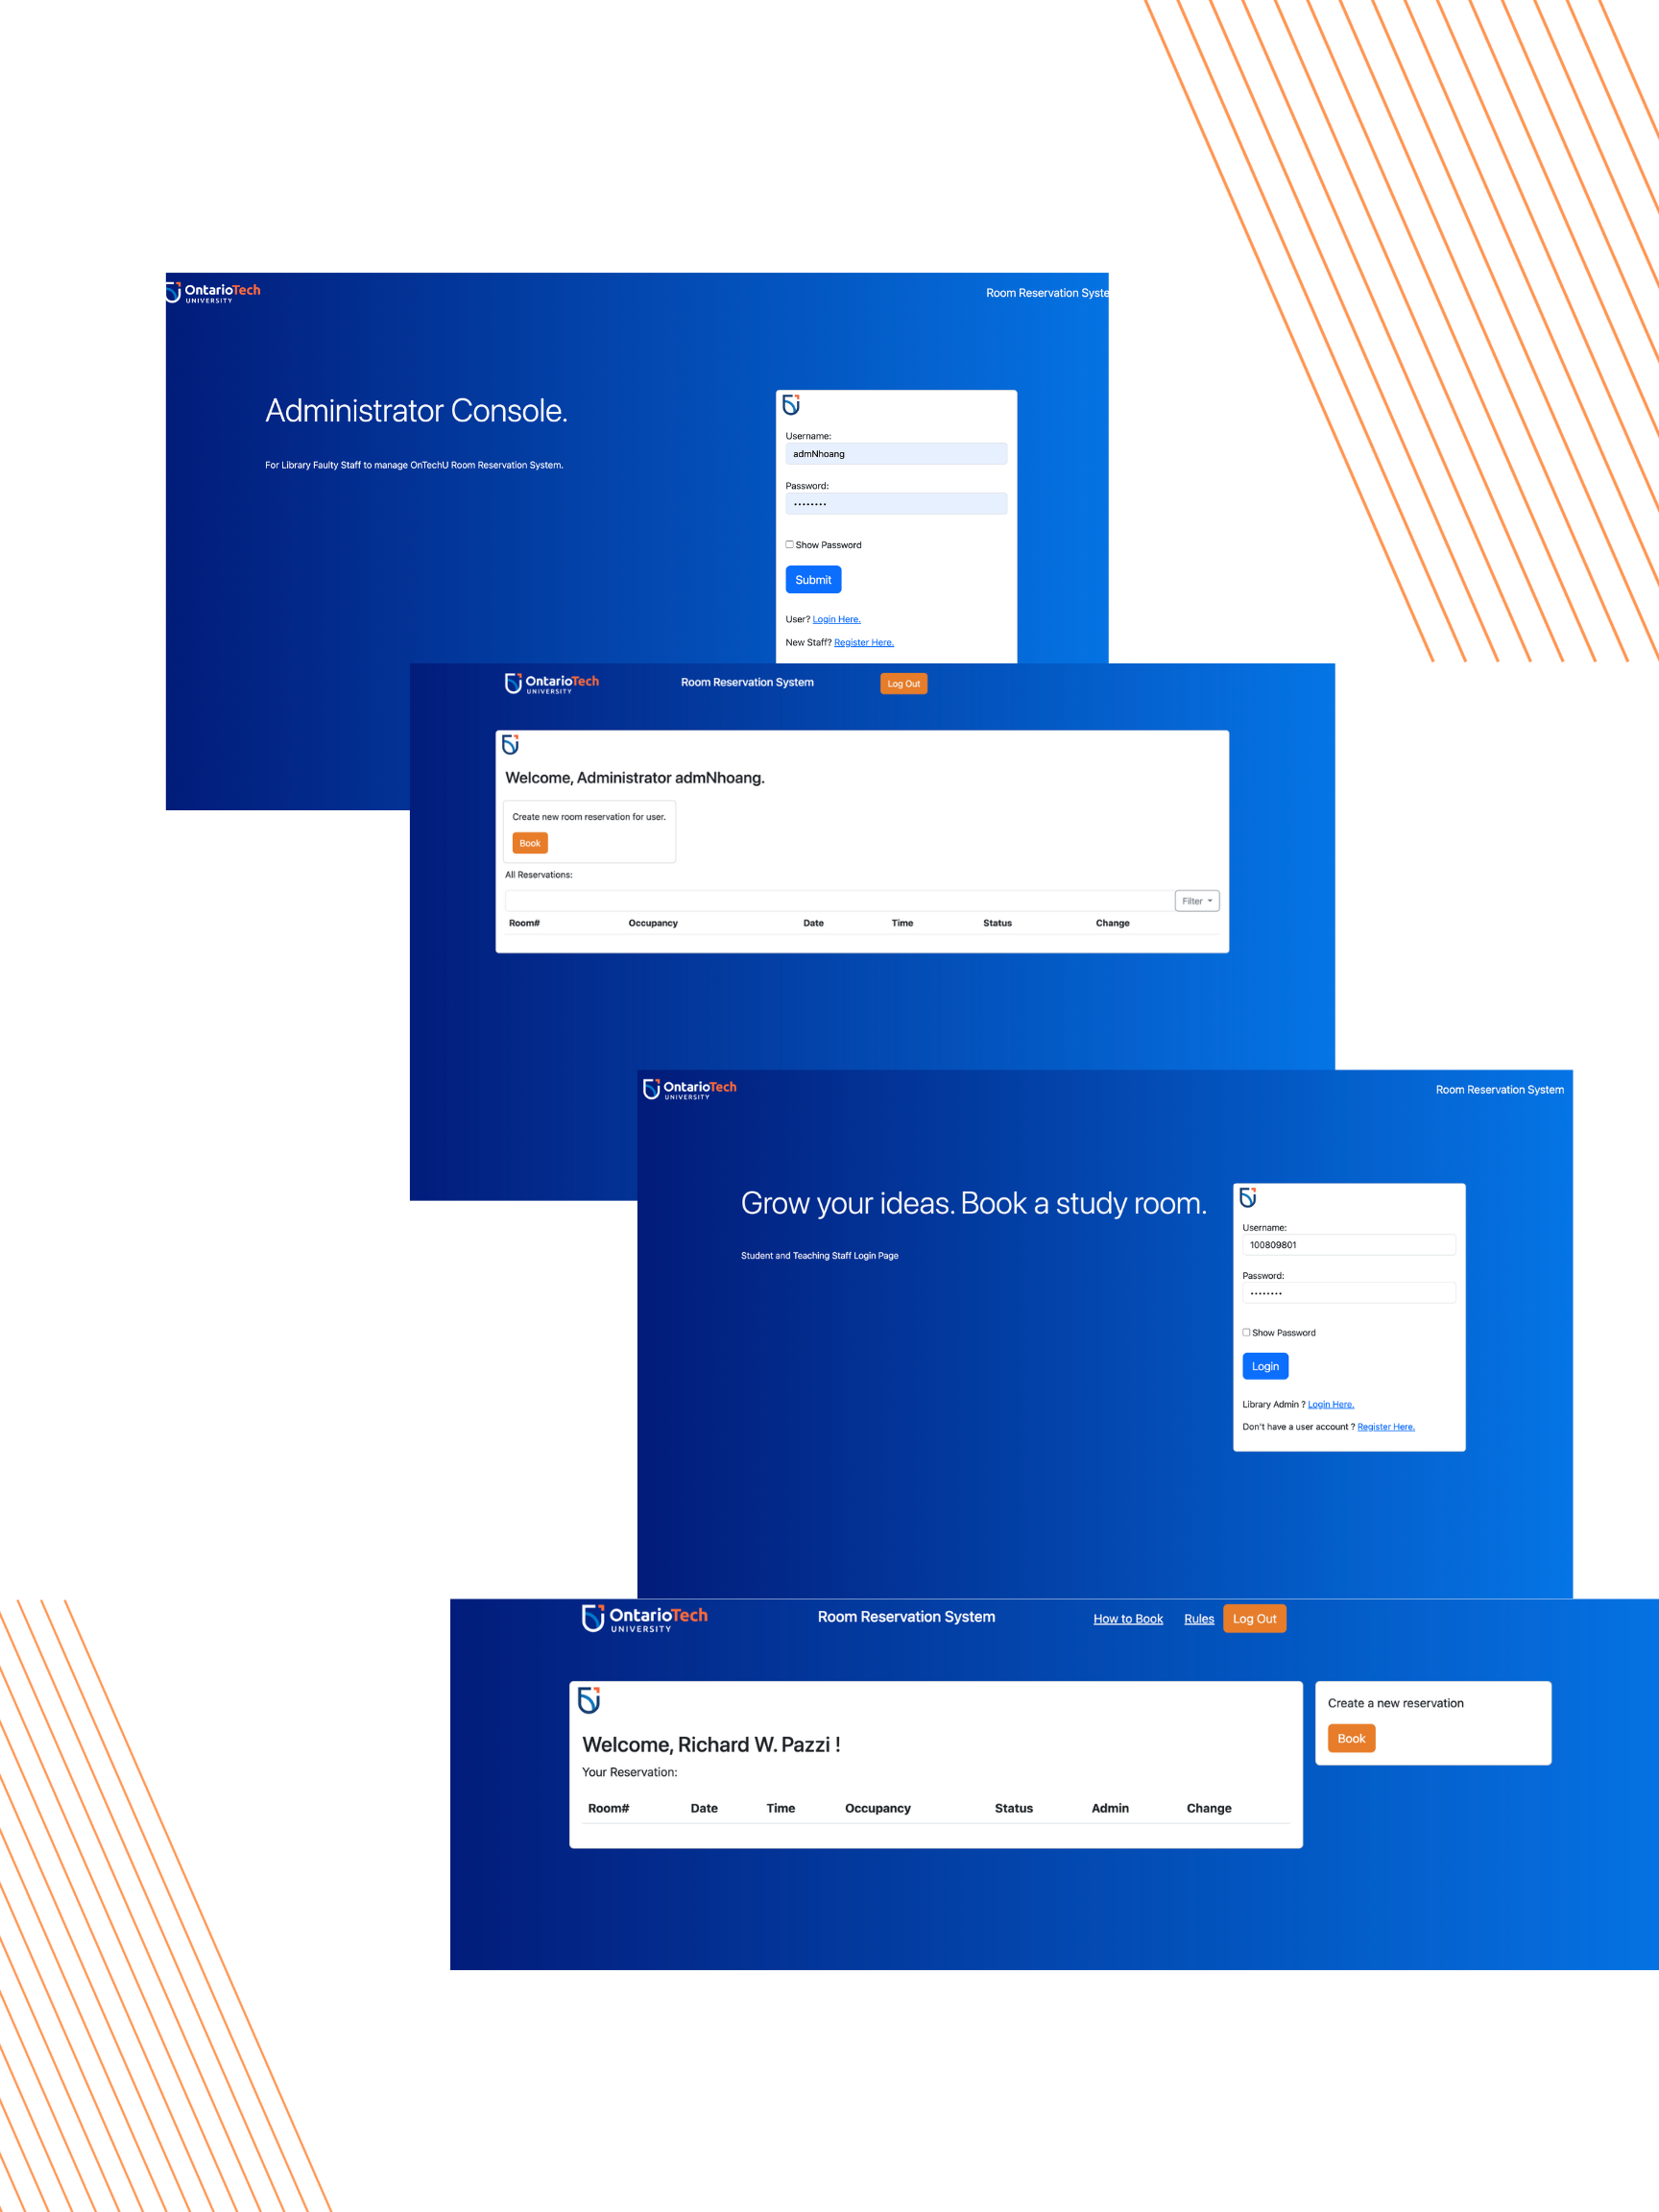 OntarioTech
UNIVERSITY
Room Reservation Syste
Administrator Console.
For Library Faulty Staff to manage OnTechU Room Reservation System.
Username:
admNhoang
Password:
••••••••
Show Password
Submit
User? Login Here.
New Staff? Register Here.
OntarioTech
UNIVERSITY
Room Reservation System
Log Out
Welcome, Administrator admNhoang.
Create new room reservation for user.
Book
All Reservations:
Filter
Room# Occupancy Date Time Status Change
OntarioTech
UNIVERSITY
Room Reservation System
Grow your ideas. Book a study room.
Student and Teaching Staff Login Page
Username:
100809801
Password:
••••••••
Show Password
Login
Library Admin ? Login Here.
Don't have a user account ? Register Here.
OntarioTech
UNIVERSITY
Room Reservation System
How to Book Rules Log Out
Welcome, Richard W. Pazzi !
Your Reservation:
Room# Date Time Occupancy Status Admin Change
Create a new reservation
Book